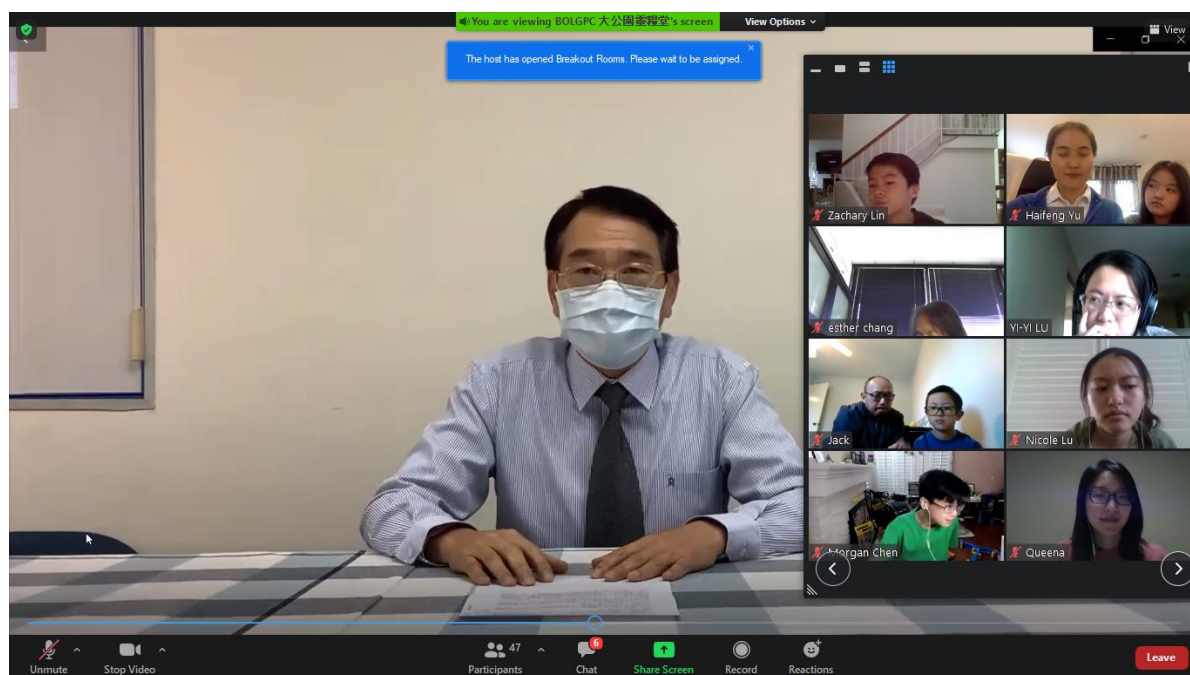 You are viewing BOLGPC 大公園靈糧堂's screen
View Options
View
The host has opened Breakout Rooms. Please wait to be assigned.
Zachary Lin
Haifeng Yu
esther chang
YI-YI LU
Jack
Nicole Lu
Morgan Chen
Queena
Unmute
Stop Video
47
Participants
6
Chat
Share Screen
Record
Reactions
Leave